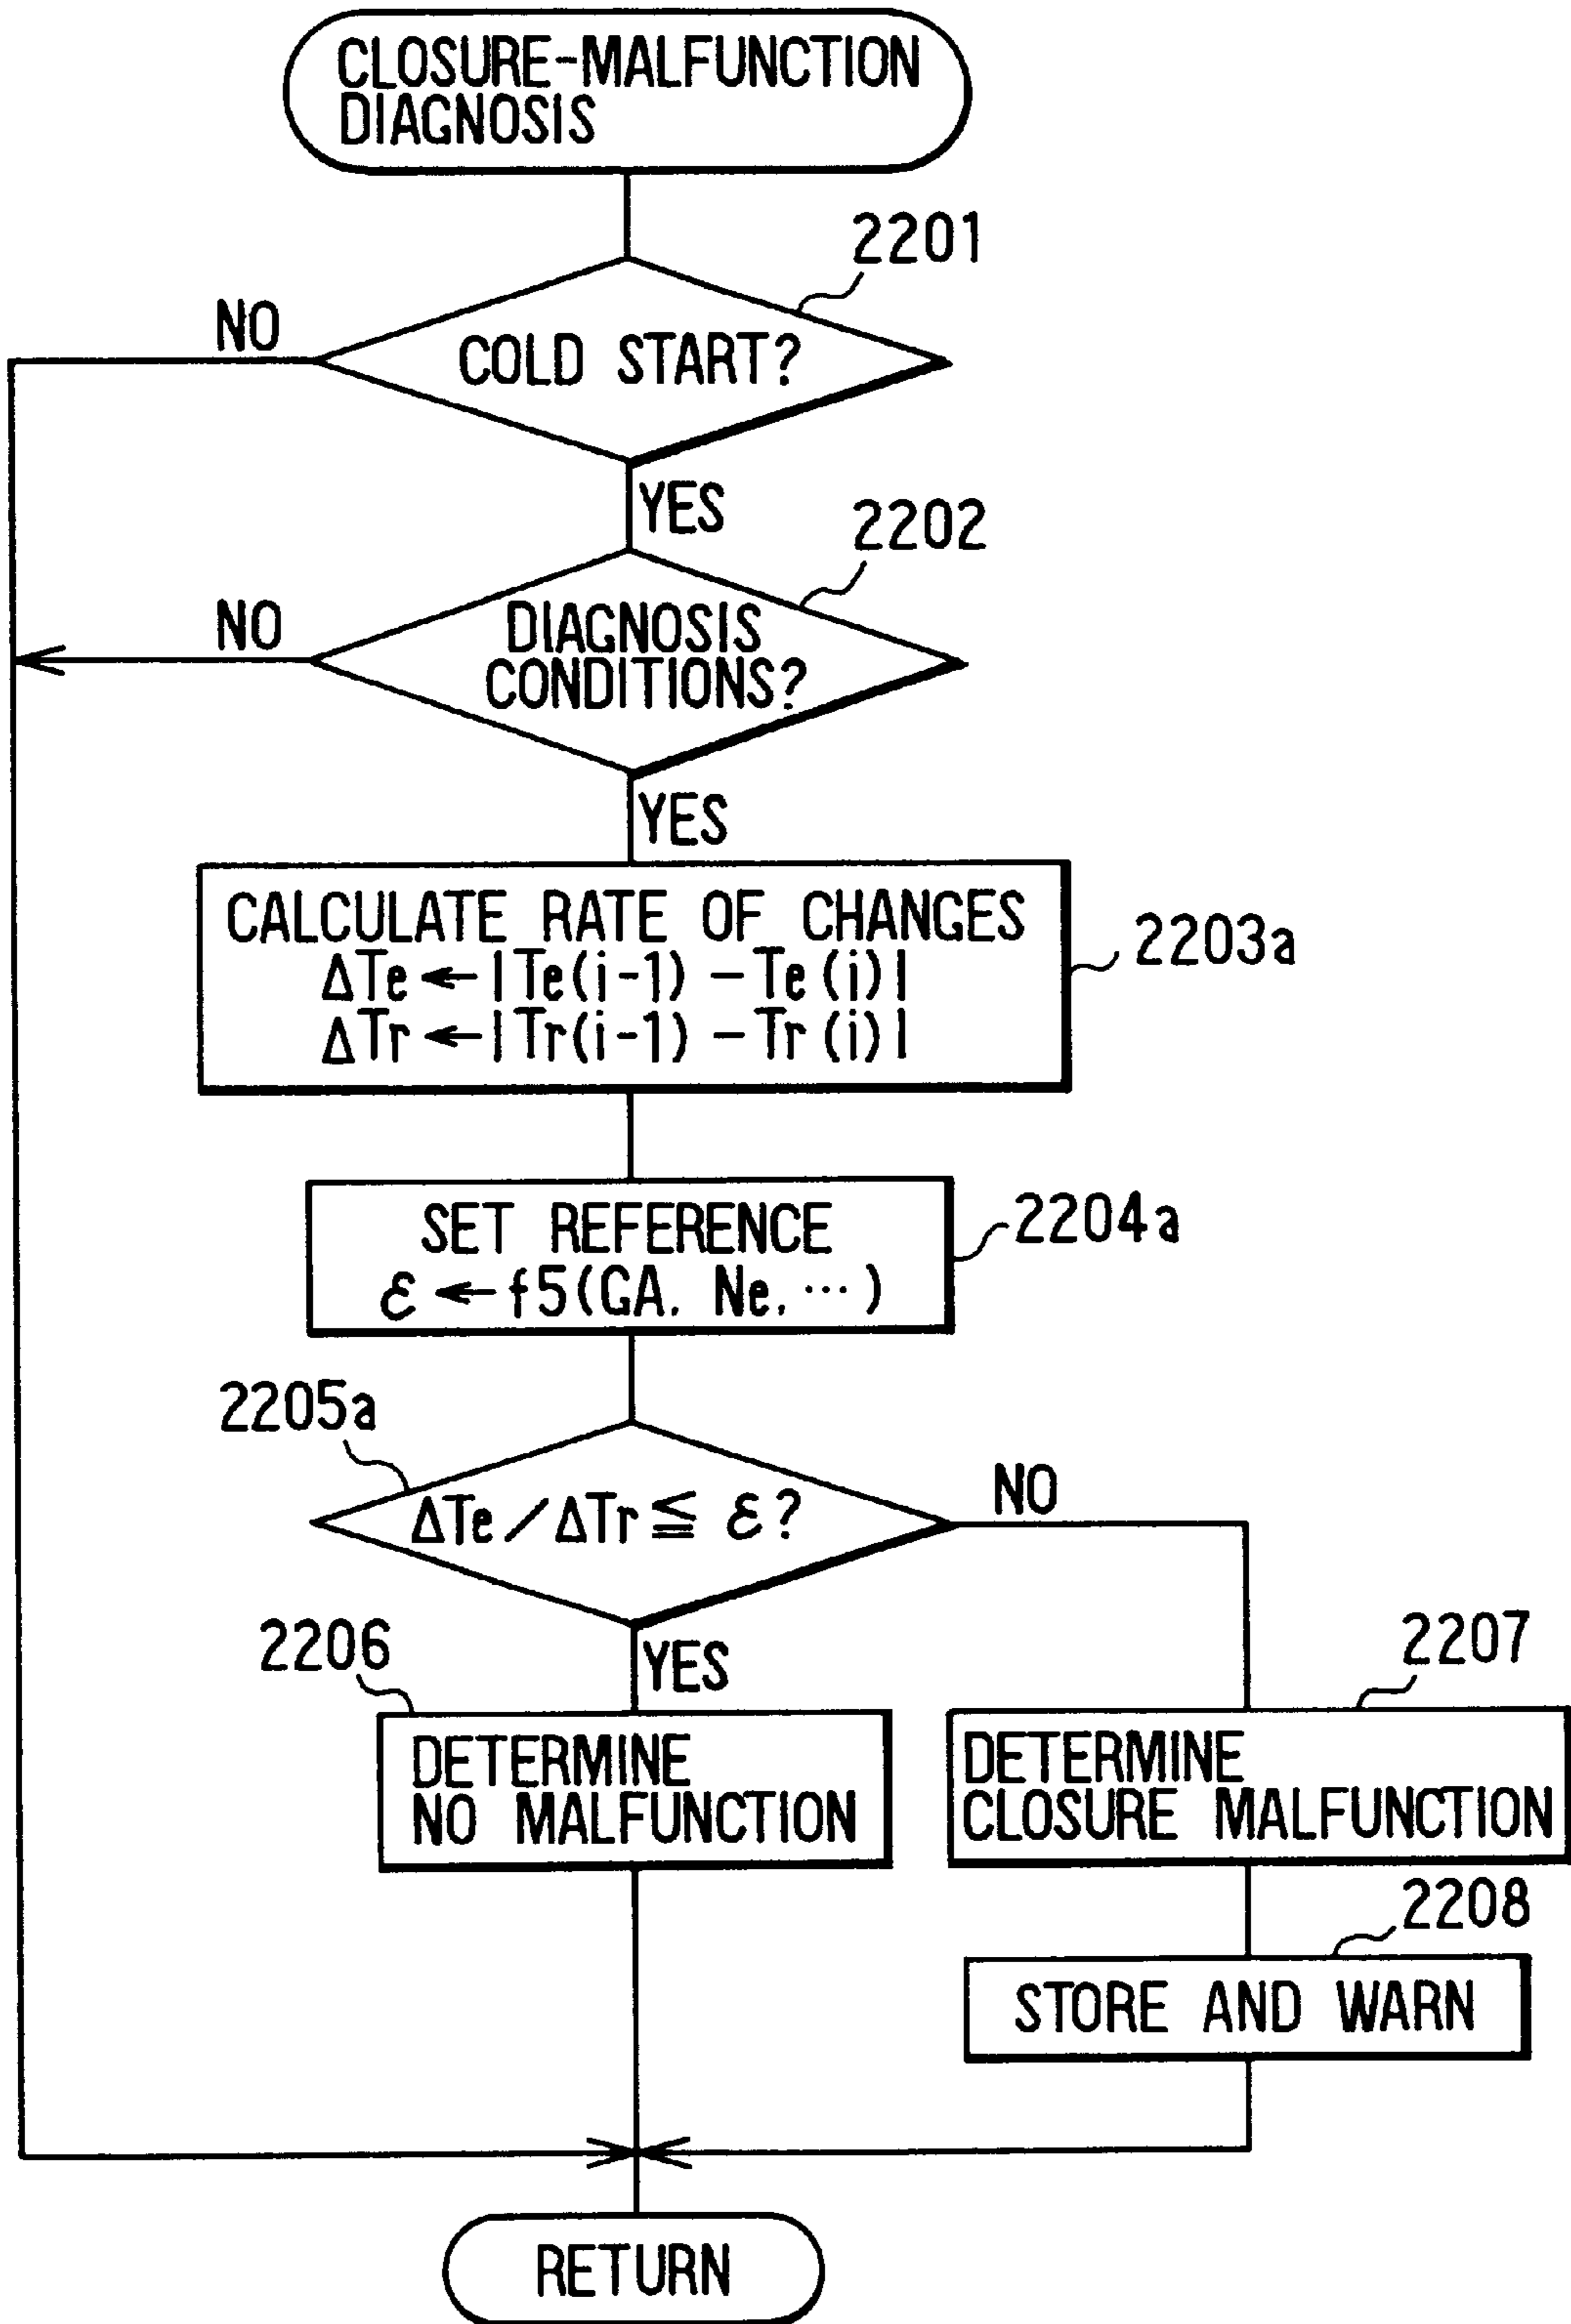 CLOSURE-MALFUNCTION
DIAGNOSIS
2201
NO
COLD START?
YES
2202
NO
DIAGNOSIS
CONDITIONS?
YES
CALCULATE RATE OF CHANGES
ΔTe ← |Te(i-1) - Te(i)|
ΔTr ← |Tr(i-1) - Tr(i)|
2203a
SET REFERENCE
ε ← f5(GA. Ne. ···)
2204a
2205a
ΔTe / ΔTr ≦ ε?
NO
2206
YES
2207
DETERMINE
NO MALFUNCTION
DETERMINE
CLOSURE MALFUNCTION
2208
STORE AND WARN
RETURN